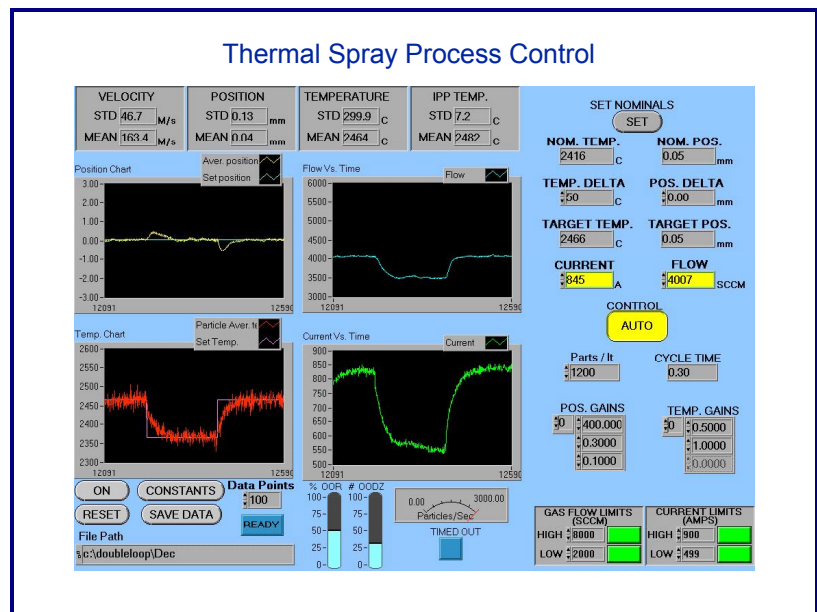 Thermal Spray Process Control
VELOCITY
STD 46.7 M/s
MEAN 163.4 M/s
POSITION
STD 0.13 mm
MEAN 0.04 mm
TEMPERATURE
STD 299.9 C
MEAN 2464 C
IPP TEMP.
STD 7.2 C
MEAN 2482 C
SET NOMINALS
SET
NOM. TEMP. NOM. POS.
2416 C 0.05 mm
TEMP. DELTA POS. DELTA
50 C 0.00 mm
TARGET TEMP. TARGET POS.
2466 C 0.05 mm
CURRENT FLOW
845 A 4007 SCCM
CONTROL
AUTO
Parts / lt CYCLE TIME
1200 0.30
POS. GAINS TEMP. GAINS
0 400.000 0 0.5000
0.3000 1.0000
0.1000 0.0000
Position Chart
Aver. position
Set position
3.00
2.00
1.00
0.00
-1.00
-2.00
-3.00
12091 12590
Flow Vs. Time
Flow
6000
5500
5000
4500
4000
3500
3000
12091 12590
Temp. Chart
Particle Aver. te
Set Temp.
2600
2550
2500
2450
2400
2350
2300
12091 12590
Current Vs. Time
Current
900
850
800
750
700
650
600
550
500
12091 12590
ON CONSTANTS Data Points
100
RESET SAVE DATA READY
File Path
c:\doubleloop\Dec
% OOR # OODZ
100 100
75 75
50 50
25 25
0 0
0.00 3000.00
Particles/Sec
TIMED OUT
GAS FLOW LIMITS
(SCCM)
HIGH 8000
LOW 2000
CURRENT LIMITS
(AMPS)
HIGH 900
LOW 499